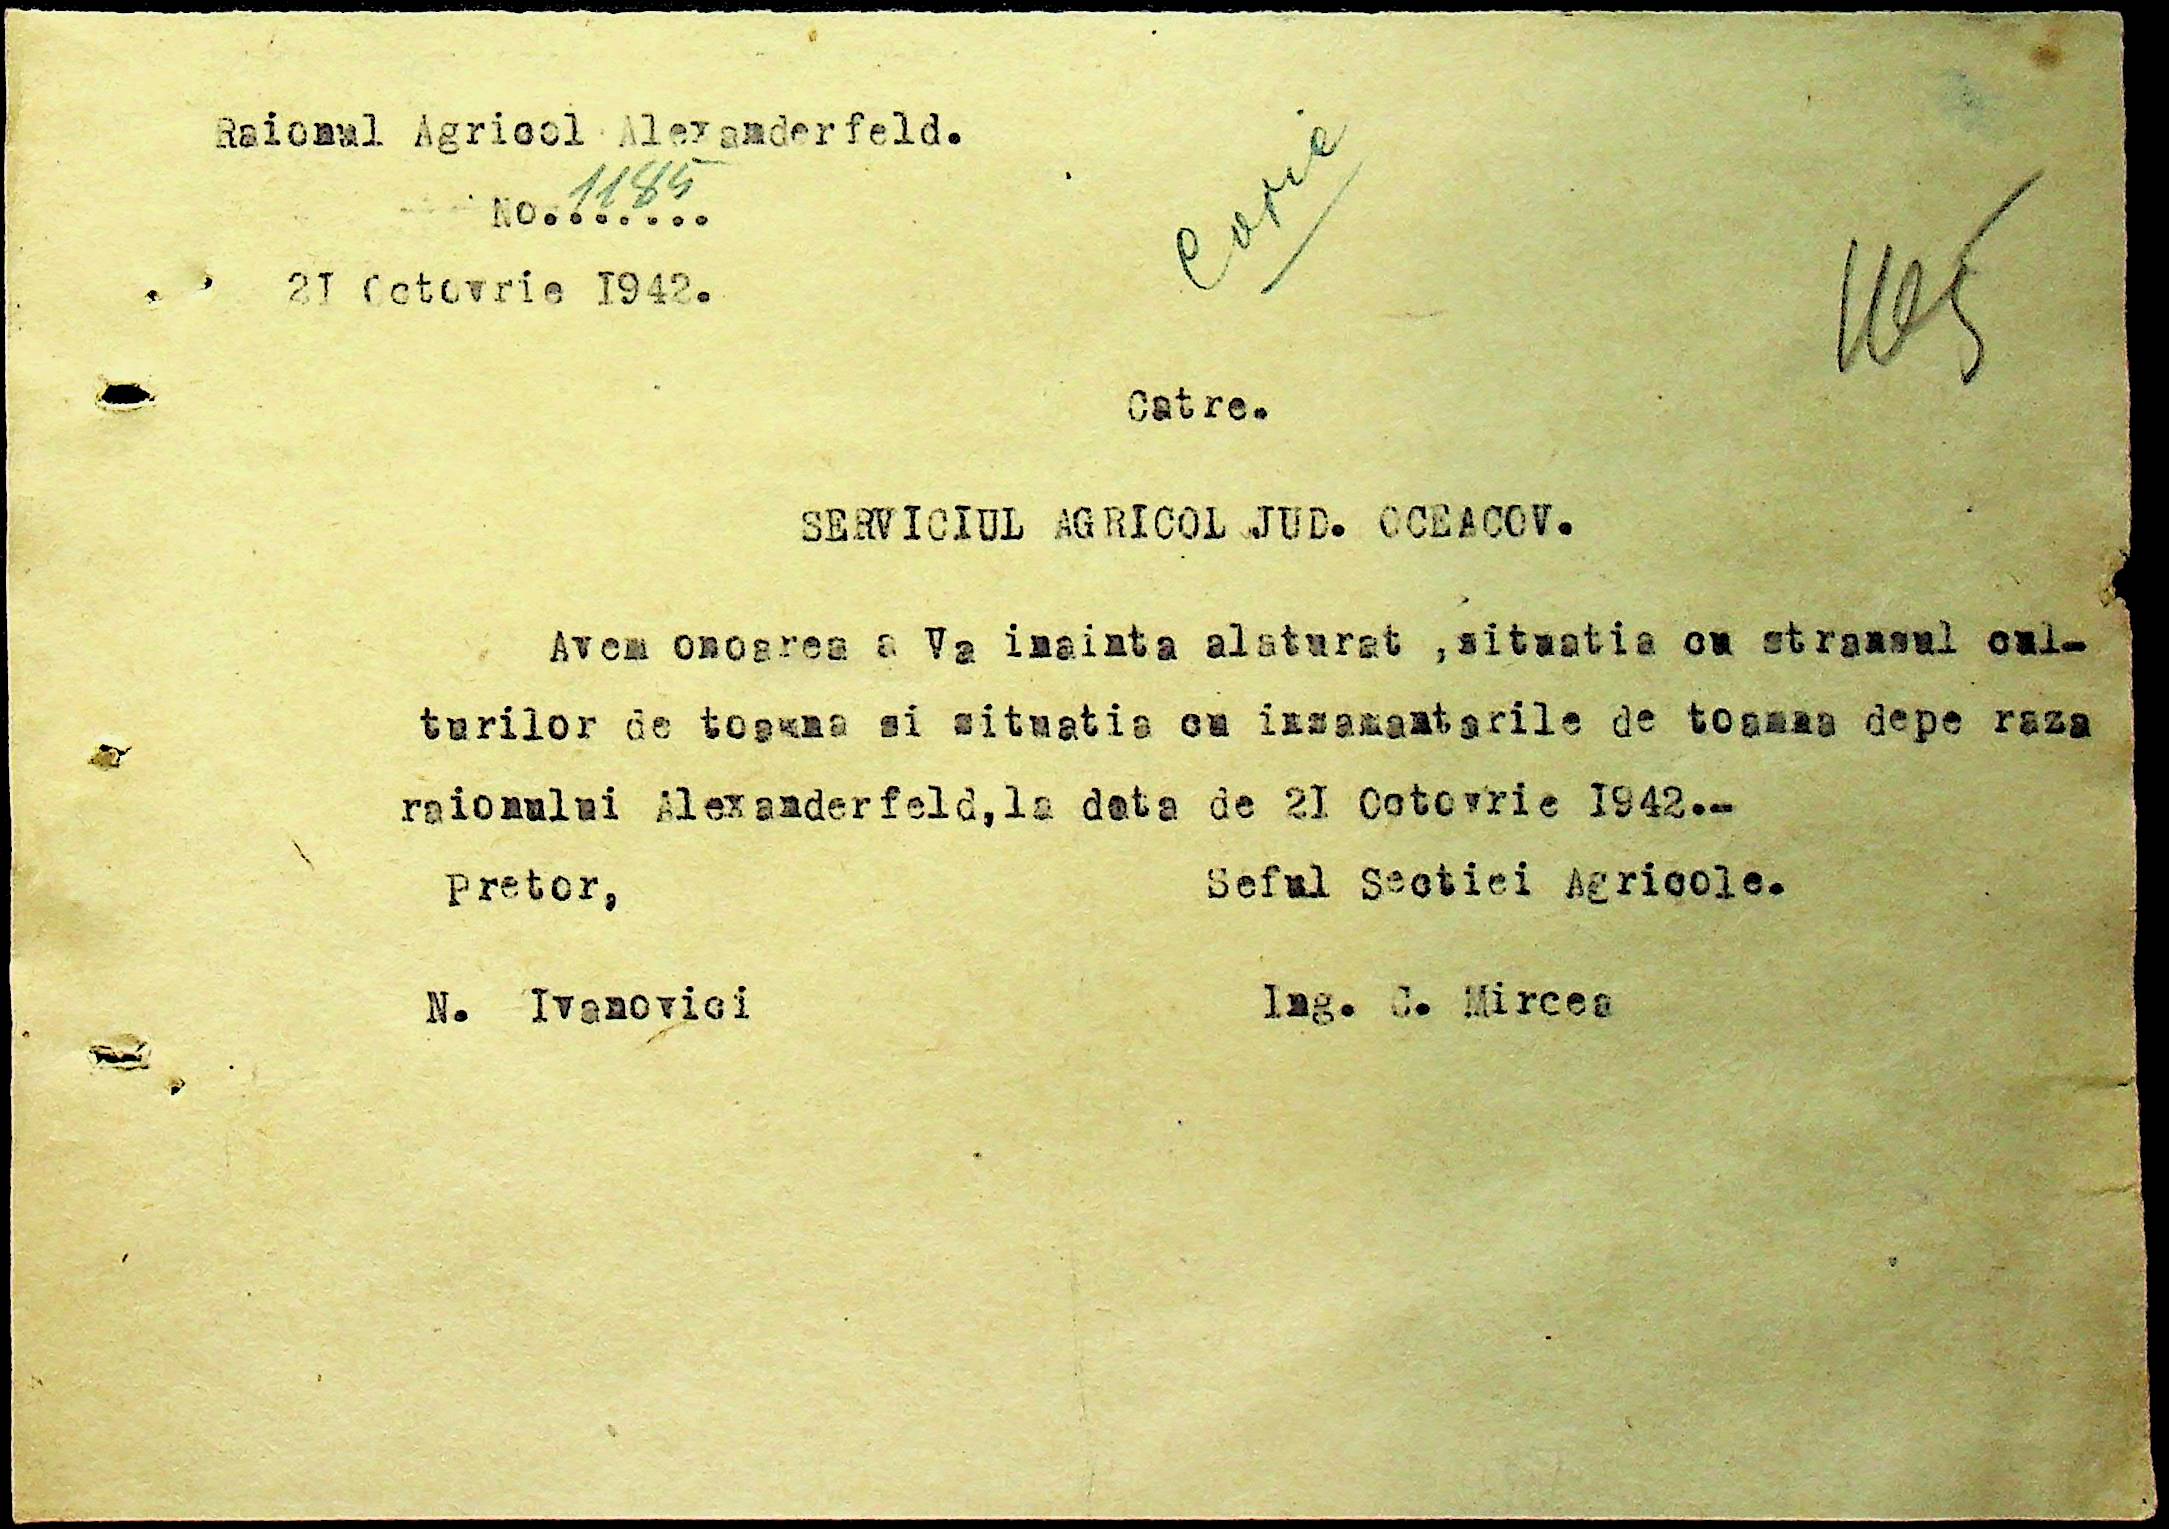 Raionul Agricol Alexanderfeld.
Copie
No. 1185
21 Octovrie 1942.
Catre.
SERVICIUL AGRICOL JUD. OCEACOV.
Avem onoarea a Va inainta alaturat ,situatia cu stransul cul-
turilor de toamna si situatia cu insamantarile de toamna depe raza
raionului Alexanderfeld,la data de 21 Octovrie 1942.-
Pretor,
Seful Sectiei Agricole.
N. Ivanovici
Ing. C. Mircea